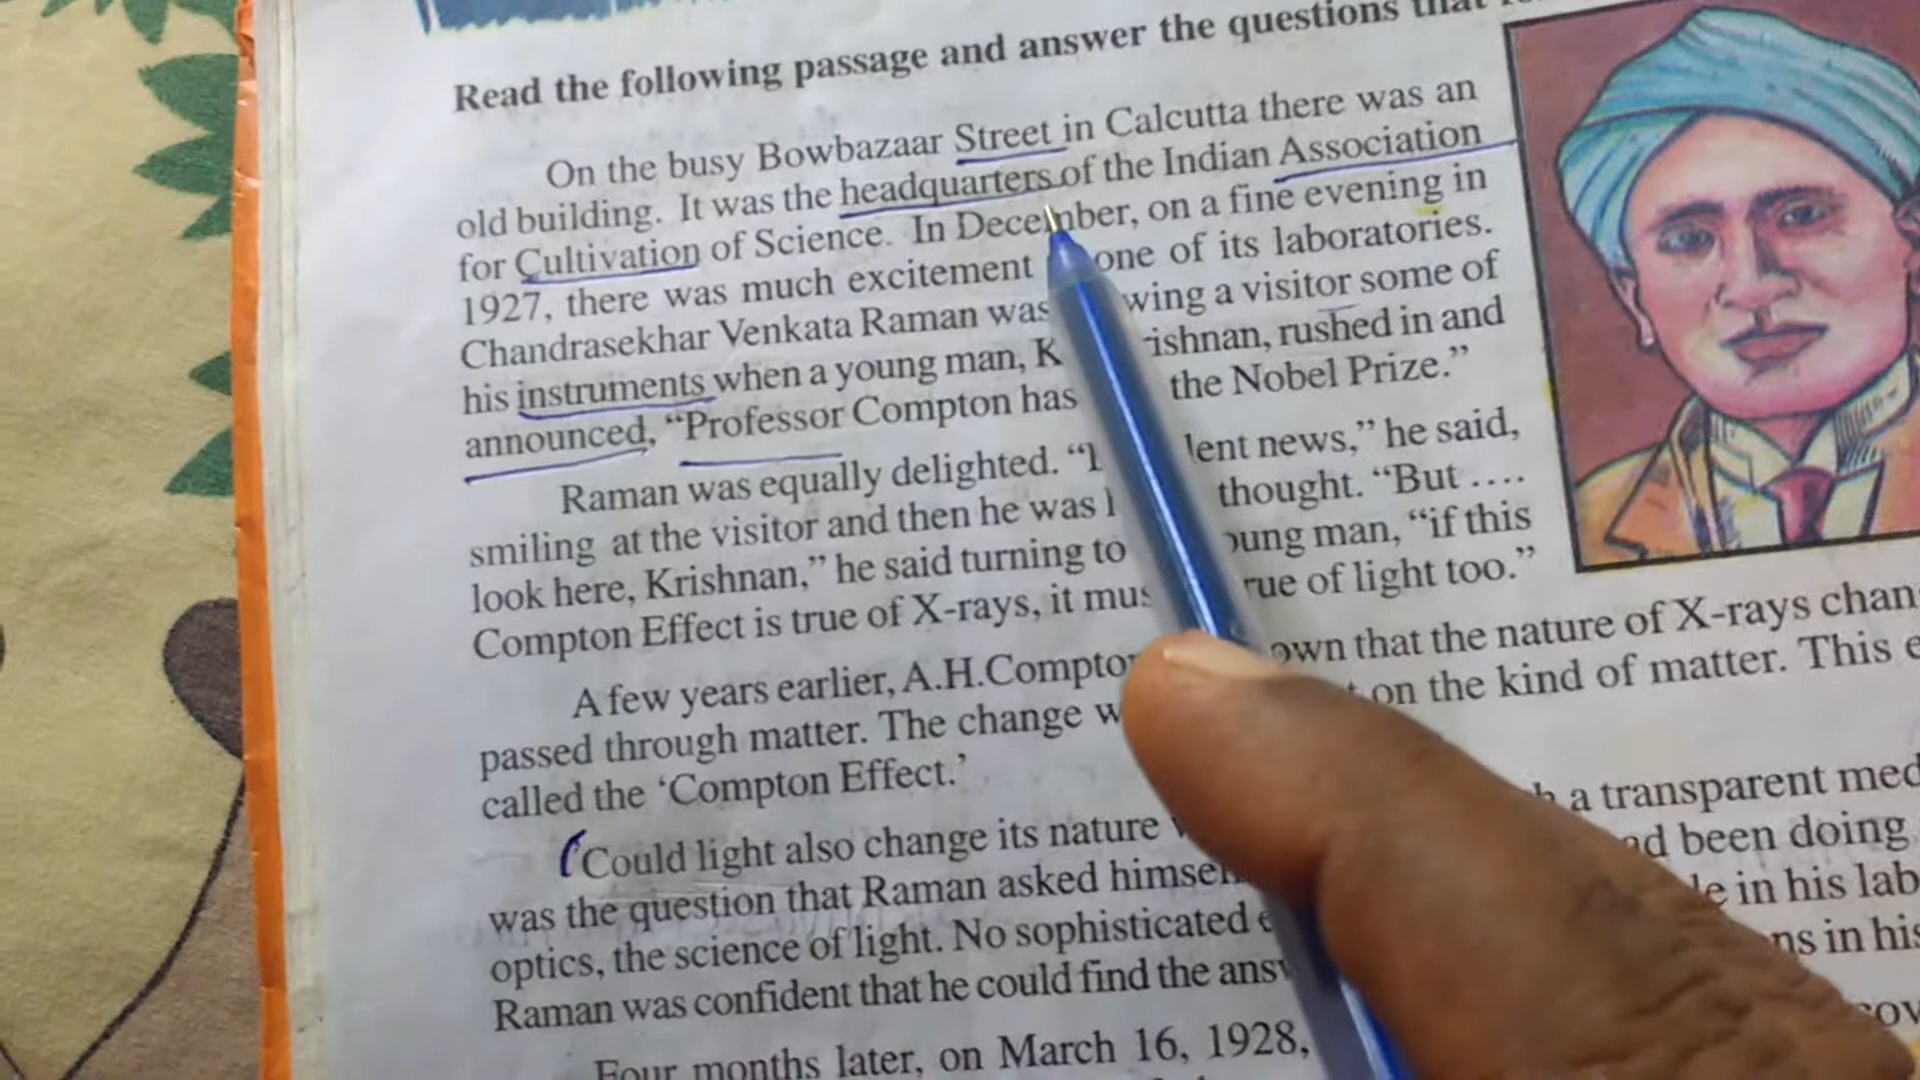 Read the following passage and answer the questions that
On the busy Bowbazaar Street in Calcutta there was an
old building. It was the headquarters of the Indian Association
for Cultivation of Science. In December, on a fine evening in
1927, there was much excitement one of its laboratories.
Chandrasekhar Venkata Raman was wing a visitor some of
his instruments when a young man, K rishnan, rushed in and
announced, “Professor Compton has the Nobel Prize.”
Raman was equally delighted. “ lent news,” he said,
smiling at the visitor and then he was l thought. “But ....
look here, Krishnan,” he said turning to oung man, “if this
Compton Effect is true of X-rays, it mus rue of light too.”
A few years earlier, A.H.Compton own that the nature of X-rays chan
passed through matter. The change w t on the kind of matter. This e
called the ‘Compton Effect.’
Could light also change its nature h a transparent med
was the question that Raman asked himself ad been doing
optics, the science of light. No sophisticated e le in his lab
Raman was confident that he could find the answ ns in his
Four months later, on March 16, 1928, cov